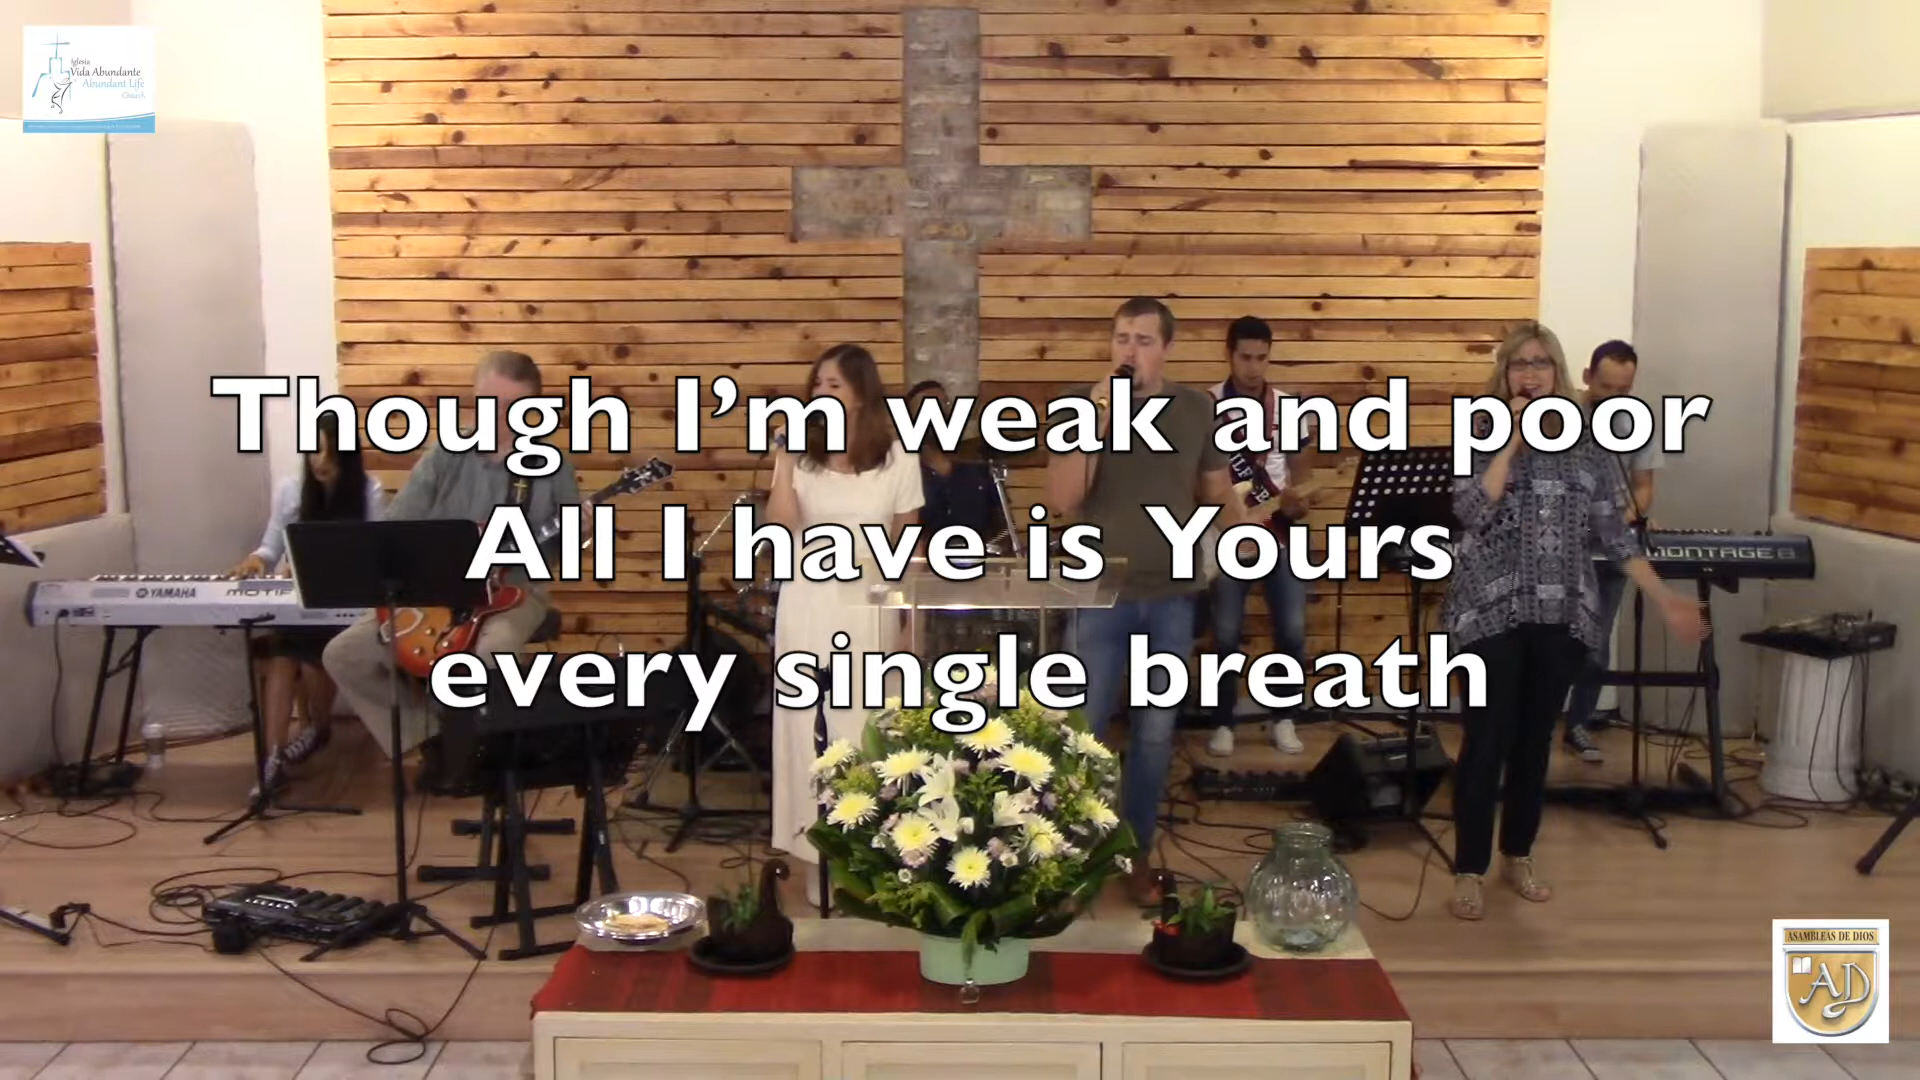 Iglesia
Vida Abundante
Abundant Life
Church
Though I'm weak and poor
All I have is Yours
every single breath
YAMAHA
MOTIF
MONTAGE8
ASAMBLEAS DE DIOS
AD